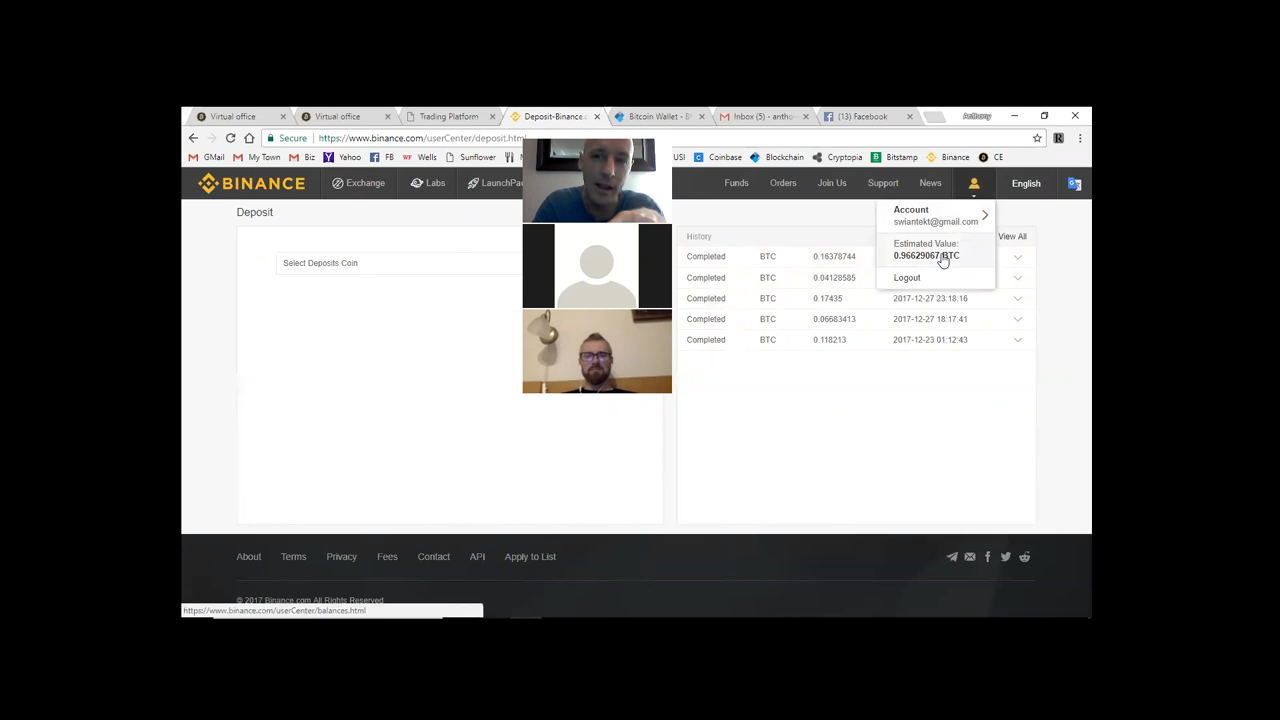 Virtual office
Virtual office
Trading Platform
Deposit-Binance.
Bitcoin Wallet - B
Inbox (5) - antho
(13) Facebook
Anthony
Secure
https://www.binance.com/userCenter/deposit.html
GMail
My Town
Biz
Yahoo
FB
WF Wells
Sunflower
USI
Coinbase
Blockchain
Cryptopia
Bitstamp
Binance
CE
BINANCE
Exchange
Labs
LaunchPa
Funds
Orders
Join Us
Support
News
English
Account
swiantekt@gmail.com
Estimated Value:
0.96629067 BTC
Logout
Deposit
Select Deposits Coin
History
View All
Completed BTC 0.16378744
Completed BTC 0.04128585
Completed BTC 0.17435 2017-12-27 23:18:16
Completed BTC 0.06683413 2017-12-27 18:17:41
Completed BTC 0.118213 2017-12-23 01:12:43
About
Terms
Privacy
Fees
Contact
API
Apply to List
© 2017 Binance.com All Rights Reserved
https://www.binance.com/userCenter/balances.html